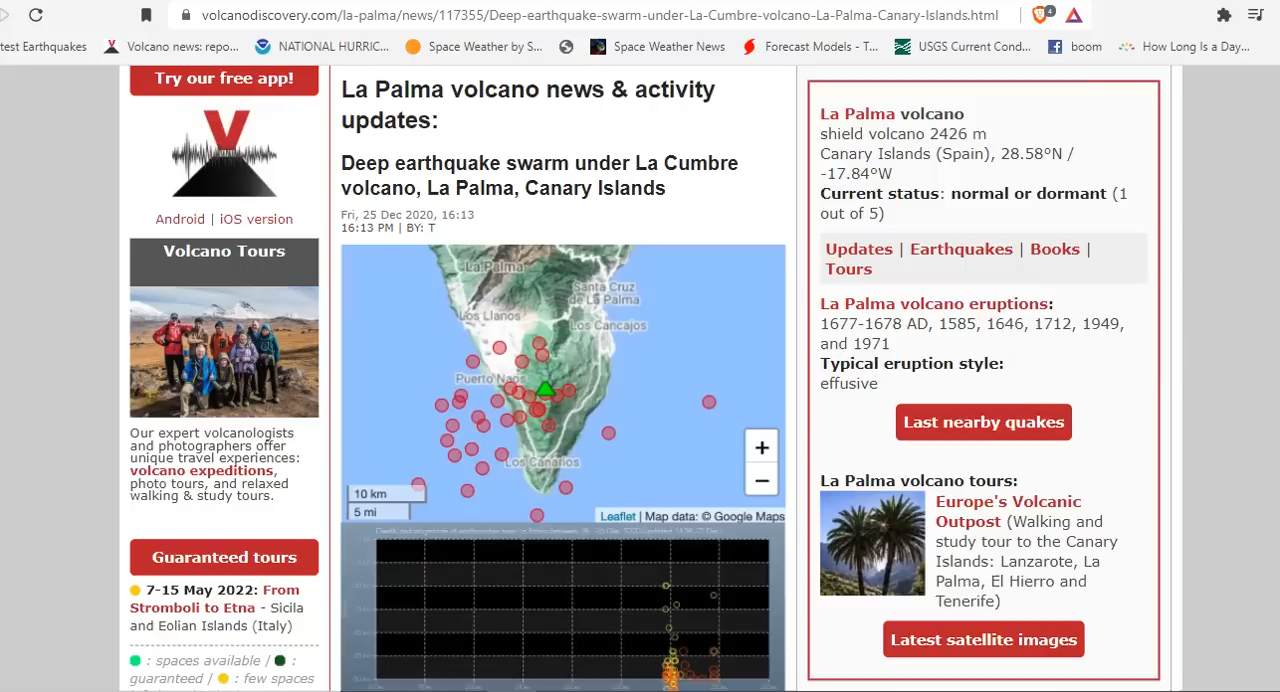 volcanodiscovery.com/la-palma/news/117355/Deep-earthquake-swarm-under-La-Cumbre-volcano-La-Palma-Canary-Islands.html
4
test Earthquakes
Volcano news: repo...
NATIONAL HURRIC...
Space Weather by S...
Space Weather News
Forecast Models - T...
USGS Current Cond...
boom
How Long Is a Day...
Try our free app!
Android | iOS version
Volcano Tours
Our expert volcanologists
and photographers offer
unique travel experiences:
volcano expeditions,
photo tours, and relaxed
walking & study tours.
Guaranteed tours
7-15 May 2022: From
Stromboli to Etna - Sicila
and Eolian Islands (Italy)
: spaces available / :
guaranteed / : few spaces
La Palma volcano news & activity
updates:
Deep earthquake swarm under La Cumbre
volcano, La Palma, Canary Islands
Fri, 25 Dec 2020, 16:13
16:13 PM | BY: T
La Palma
Santa Cruz
de La Palma
Los Llanos
Los Cancajos
Puerto Naos
Los Canarios
+
−
10 km
5 mi
Leaflet | Map data: © Google Maps
La Palma volcano
shield volcano 2426 m
Canary Islands (Spain), 28.58°N /
-17.84°W
Current status: normal or dormant (1
out of 5)
Updates | Earthquakes | Books |
Tours
La Palma volcano eruptions:
1677-1678 AD, 1585, 1646, 1712, 1949,
and 1971
Typical eruption style:
effusive
Last nearby quakes
La Palma volcano tours:
Europe's Volcanic
Outpost (Walking and
study tour to the Canary
Islands: Lanzarote, La
Palma, El Hierro and
Tenerife)
Latest satellite images